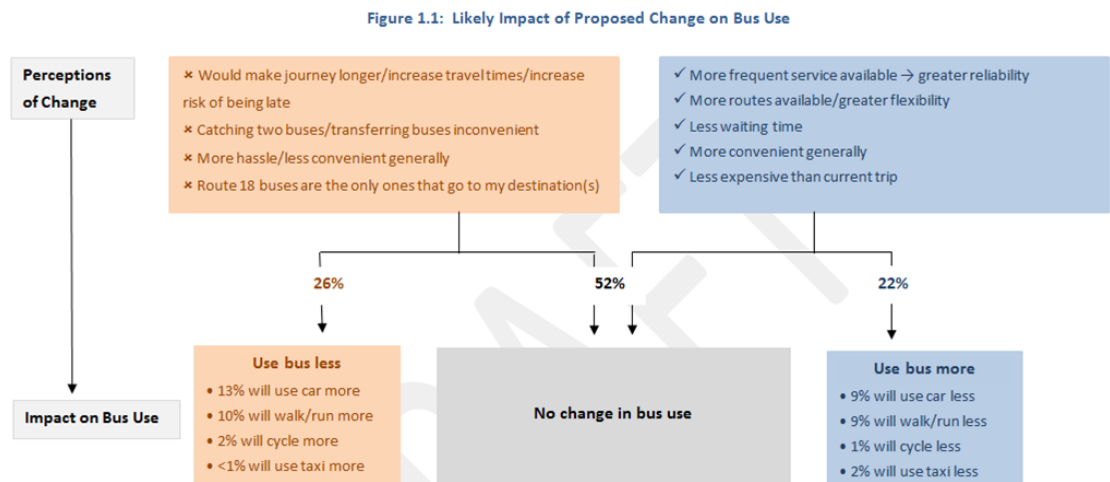 Figure 1.1: Likely Impact of Proposed Change on Bus Use
Perceptions
of Change
× Would make journey longer/increase travel times/increase
risk of being late
× Catching two buses/transferring buses inconvenient
× More hassle/less convenient generally
× Route 18 buses are the only ones that go to my destination(s)
✓ More frequent service available → greater reliability
✓ More routes available/greater flexibility
✓ Less waiting time
✓ More convenient generally
✓ Less expensive than current trip
26%
52%
22%
Impact on Bus Use
Use bus less
• 13% will use car more
• 10% will walk/run more
• 2% will cycle more
• <1% will use taxi more
No change in bus use
Use bus more
• 9% will use car less
• 9% will walk/run less
• 1% will cycle less
• 2% will use taxi less
DRAFT